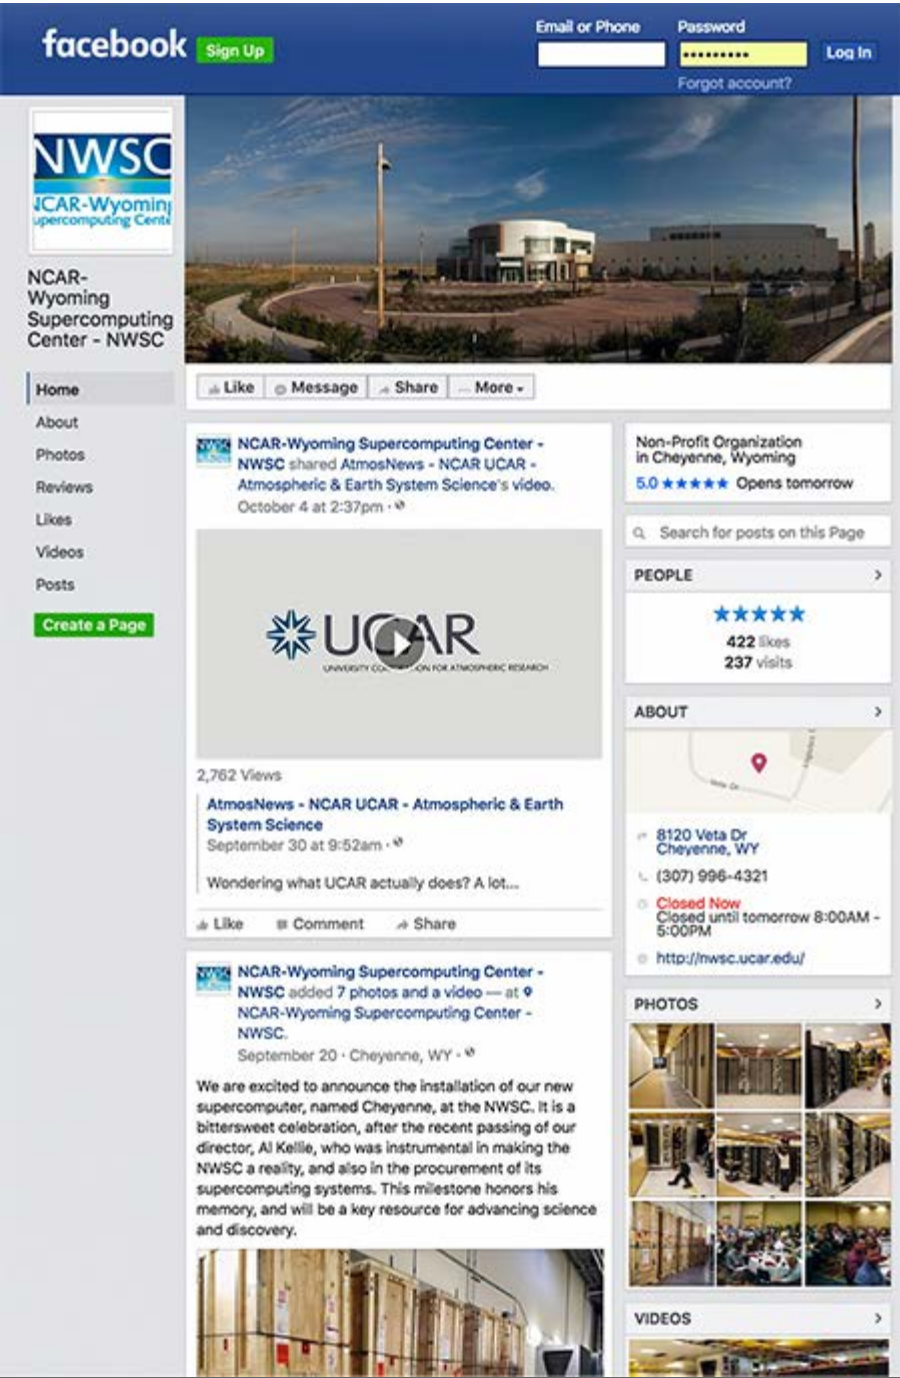 facebook
Sign Up
Email or Phone
Password
•••••••••
Log In
Forgot account?
NWSC
NCAR-Wyoming
upercomputing Cente
NCAR-
Wyoming
Supercomputing
Center - NWSC
Home
About
Photos
Reviews
Likes
Videos
Posts
Create a Page
Like
Message
Share
More
NCAR-Wyoming Supercomputing Center -
NWSC shared AtmosNews - NCAR UCAR -
Atmospheric & Earth System Science's video.
October 4 at 2:37pm ·
UCAR
UNIVERSITY CORPORATION FOR ATMOSPHERIC RESEARCH
2,762 Views
AtmosNews - NCAR UCAR - Atmospheric & Earth
System Science
September 30 at 9:52am ·
Wondering what UCAR actually does? A lot...
Like
Comment
Share
NCAR-Wyoming Supercomputing Center -
NWSC added 7 photos and a video — at
NCAR-Wyoming Supercomputing Center -
NWSC.
September 20 · Cheyenne, WY ·
We are excited to announce the installation of our new
supercomputer, named Cheyenne, at the NWSC. It is a
bittersweet celebration, after the recent passing of our
director, Al Kellie, who was instrumental in making the
NWSC a reality, and also in the procurement of its
supercomputing systems. This milestone honors his
memory, and will be a key resource for advancing science
and discovery.
Non-Profit Organization
in Cheyenne, Wyoming
5.0 ★★★★★ Opens tomorrow
Search for posts on this Page
PEOPLE
★★★★★
422 likes
237 visits
ABOUT
Veta Dr
8120 Veta Dr
Cheyenne, WY
(307) 996-4321
Closed Now
Closed until tomorrow 8:00AM -
5:00PM
http://nwsc.ucar.edu/
PHOTOS
VIDEOS